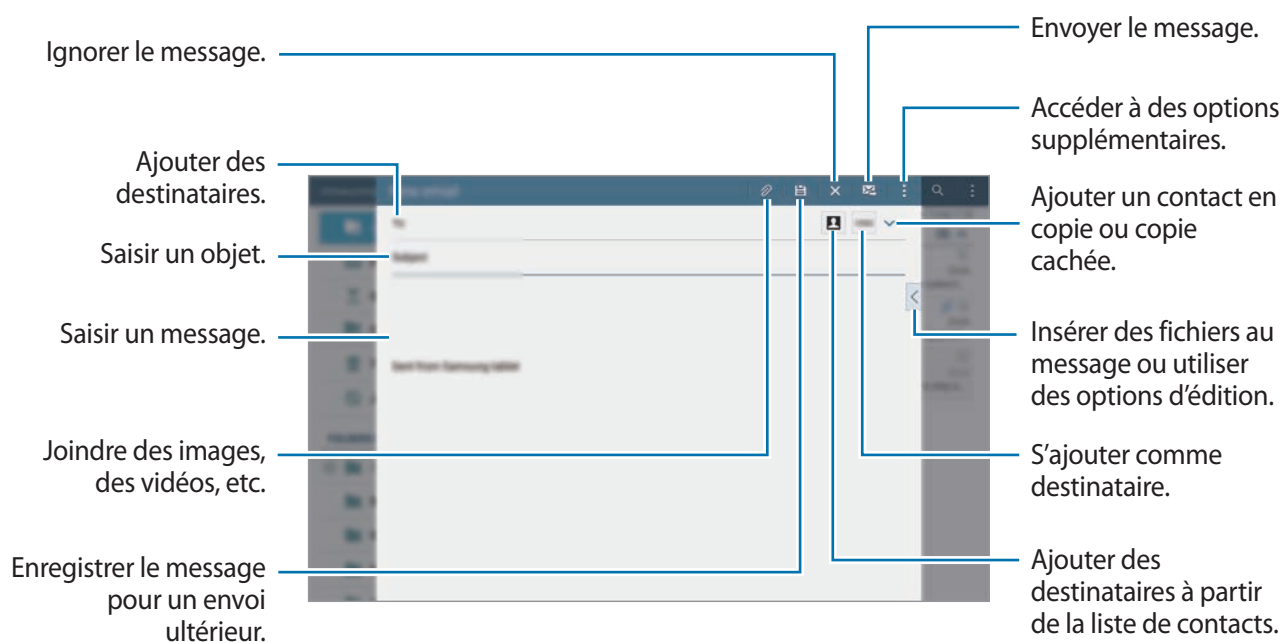 Ignorer le message.
Ajouter des
destinataires.
Saisir un objet.
Saisir un message.
Joindre des images,
des vidéos, etc.
Enregistrer le message
pour un envoi
ultérieur.
Envoyer le message.
Accéder à des options
supplémentaires.
Ajouter un contact en
copie ou copie
cachée.
Insérer des fichiers au
message ou utiliser
des options d'édition.
S'ajouter comme
destinataire.
Ajouter des
destinataires à partir
de la liste de contacts.
Subject
Sent from Samsung tablet